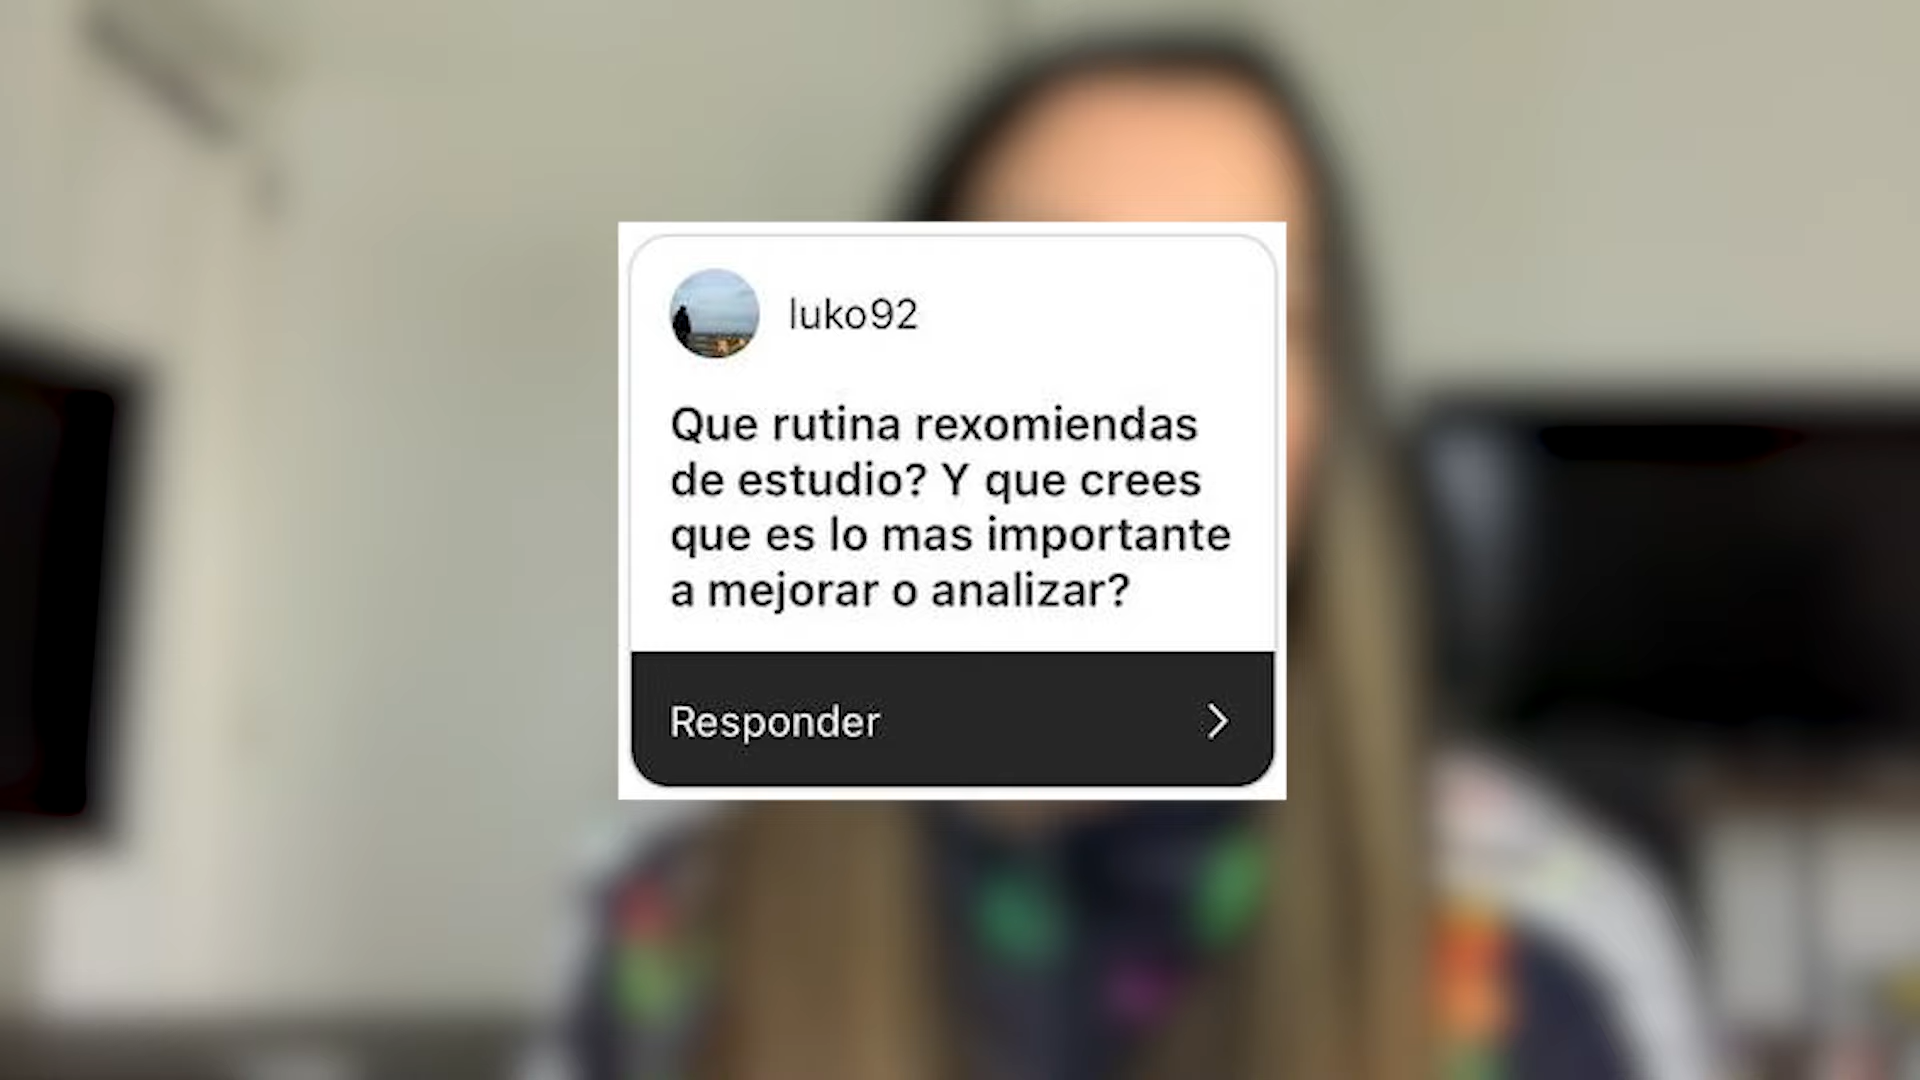 luko92
Que rutina rexomiendas
de estudio? Y que crees
que es lo mas importante
a mejorar o analizar?
Responder